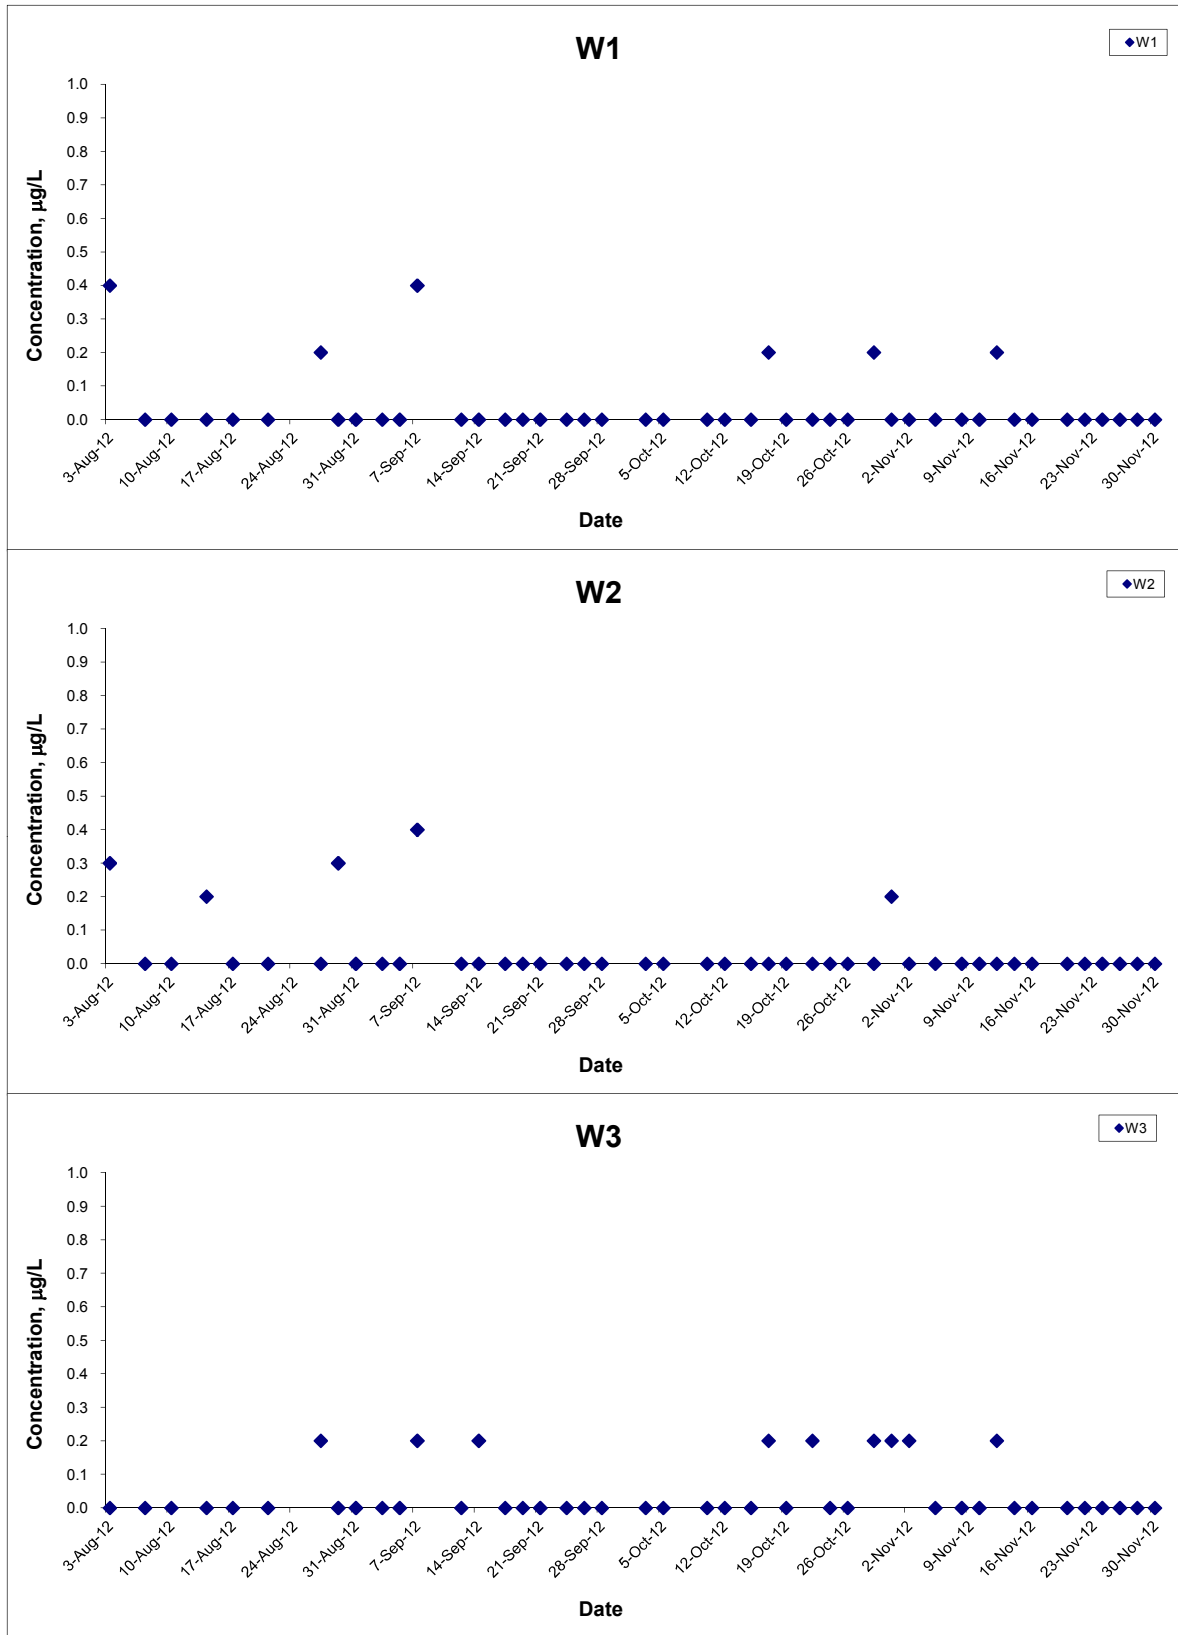 W1
W1
1.0
0.9
0.8
0.7
0.6
0.5
0.4
0.3
0.2
0.1
0.0
Concentration, µg/L
3-Aug-12
10-Aug-12
17-Aug-12
24-Aug-12
31-Aug-12
7-Sep-12
14-Sep-12
21-Sep-12
28-Sep-12
5-Oct-12
12-Oct-12
19-Oct-12
26-Oct-12
2-Nov-12
9-Nov-12
16-Nov-12
23-Nov-12
30-Nov-12
Date
W2
W2
1.0
0.9
0.8
0.7
0.6
0.5
0.4
0.3
0.2
0.1
0.0
Concentration, µg/L
3-Aug-12
10-Aug-12
17-Aug-12
24-Aug-12
31-Aug-12
7-Sep-12
14-Sep-12
21-Sep-12
28-Sep-12
5-Oct-12
12-Oct-12
19-Oct-12
26-Oct-12
2-Nov-12
9-Nov-12
16-Nov-12
23-Nov-12
30-Nov-12
Date
W3
W3
1.0
0.9
0.8
0.7
0.6
0.5
0.4
0.3
0.2
0.1
0.0
Concentration, µg/L
3-Aug-12
10-Aug-12
17-Aug-12
24-Aug-12
31-Aug-12
7-Sep-12
14-Sep-12
21-Sep-12
28-Sep-12
5-Oct-12
12-Oct-12
19-Oct-12
26-Oct-12
2-Nov-12
9-Nov-12
16-Nov-12
23-Nov-12
30-Nov-12
Date